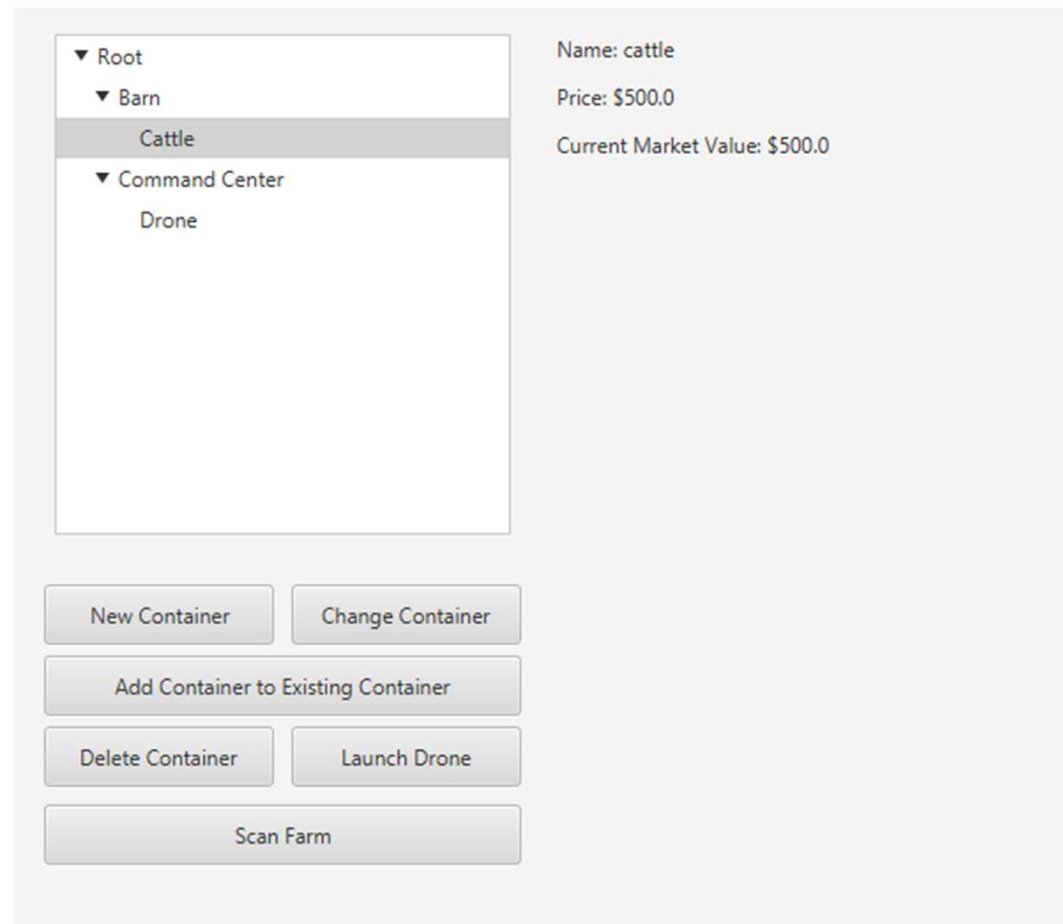 Root
Barn
Cattle
Command Center
Drone
Name: cattle
Price: $500.0
Current Market Value: $500.0
New Container
Change Container
Add Container to Existing Container
Delete Container
Launch Drone
Scan Farm